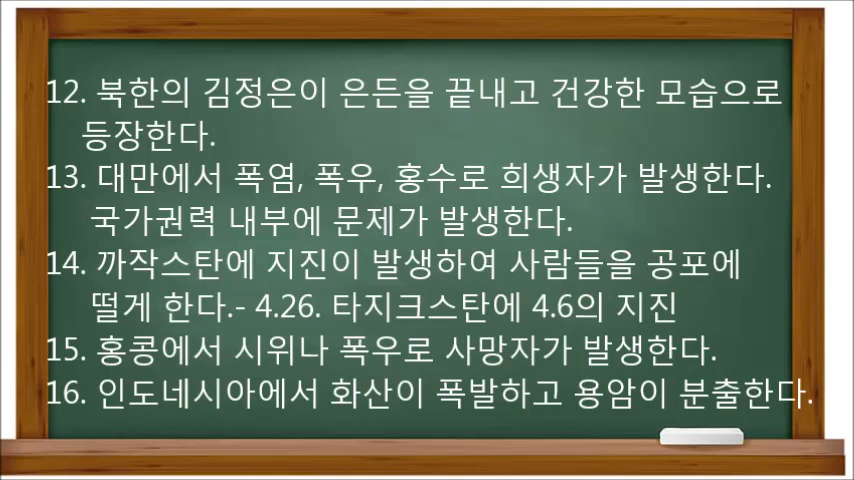 12. 북한의 김정은이 은든을 끝내고 건강한 모습으로
등장한다.
13. 대만에서 폭염, 폭우, 홍수로 희생자가 발생한다.
국가권력 내부에 문제가 발생한다.
14. 까작스탄에 지진이 발생하여 사람들을 공포에
떨게 한다.- 4.26. 타지크스탄에 4.6의 지진
15. 홍콩에서 시위나 폭우로 사망자가 발생한다.
16. 인도네시아에서 화산이 폭발하고 용암이 분출한다.